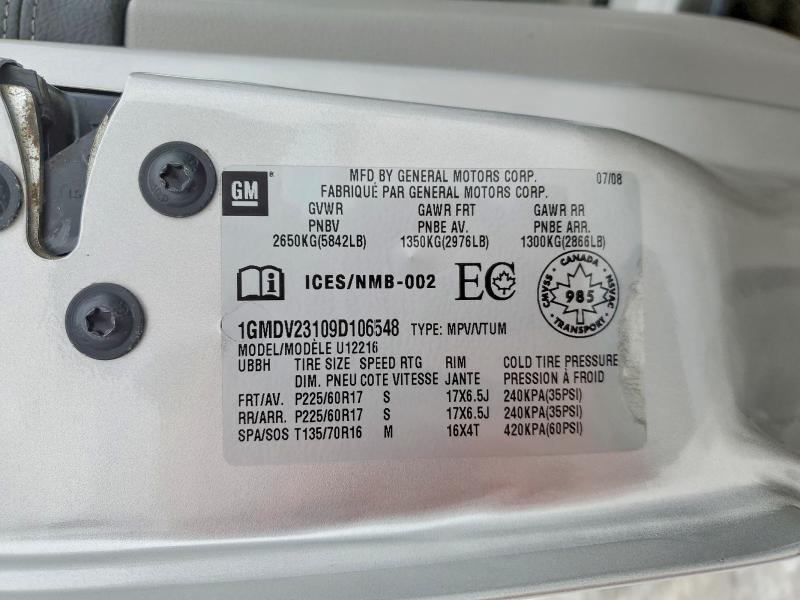 GM
MFD BY GENERAL MOTORS CORP. 07/08
FABRIQUÉ PAR GENERAL MOTORS CORP.
GVWR GAWR FRT GAWR RR
PNBV PNBE AV. PNBE ARR.
2650KG(5842LB) 1350KG(2976LB) 1300KG(2866LB)
i ICES/NMB-002 EC
CANADA
CMVSS 985 NSVAC
TRANSPORT
1GMDV23109D106548 TYPE: MPV/VTUM
MODEL/MODÈLE U12216
UBBH TIRE SIZE SPEED RTG RIM COLD TIRE PRESSURE
DIM. PNEU COTE VITESSE JANTE PRESSION À FROID
FRT/AV. P225/60R17 S 17X6.5J 240KPA(35PSI)
RR/ARR. P225/60R17 S 17X6.5J 240KPA(35PSI)
SPA/SOS T135/70R16 M 16X4T 420KPA(60PSI)